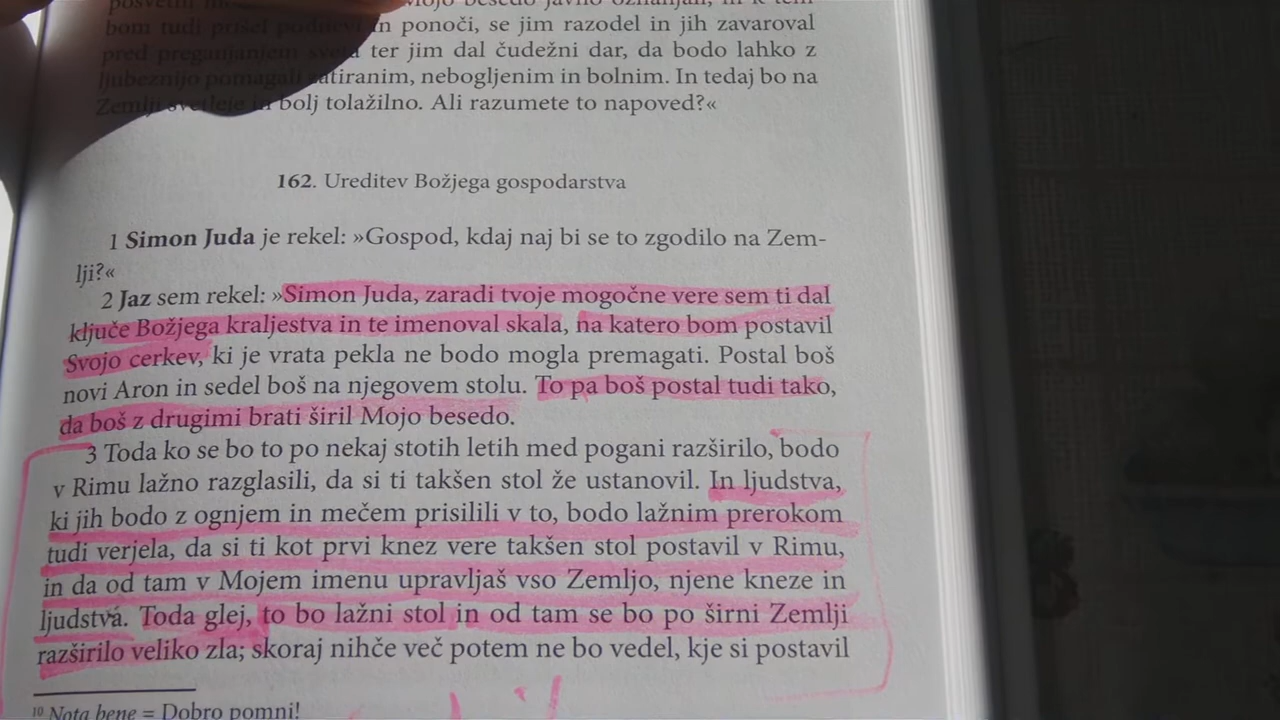 posvetni Mojo besedo javno oznanjali, in k tem
bom tudi prišel podnevi in ponoči, se jim razodel in jih zavaroval
pred preganjanjem sveta ter jim dal čudežni dar, da bodo lahko z
ljubeznijo pomagali zatiranim, nebogljenim in bolnim. In tedaj bo na
Zemlji svetleje in bolj tolažilno. Ali razumete to napoved?«
162. Ureditev Božjega gospodarstva
1 Simon Juda je rekel: »Gospod, kdaj naj bi se to zgodilo na Zem-
lji?«
2 Jaz sem rekel: »Simon Juda, zaradi tvoje mogočne vere sem ti dal
ključe Božjega kraljestva in te imenoval skala, na katero bom postavil
Svojo cerkev, ki je vrata pekla ne bodo mogla premagati. Postal boš
novi Aron in sedel boš na njegovem stolu. To pa boš postal tudi tako,
da boš z drugimi brati širil Mojo besedo.
3 Toda ko se bo to po nekaj stotih letih med pogani razširilo, bodo
v Rimu lažno razglasili, da si ti takšen stol že ustanovil. In ljudstva,
ki jih bodo z ognjem in mečem prisilili v to, bodo lažnim prerokom
tudi verjela, da si ti kot prvi knez vere takšen stol postavil v Rimu,
in da od tam v Mojem imenu upravljaš vso Zemljo, njene kneze in
ljudstva. Toda glej, to bo lažni stol in od tam se bo po širni Zemlji
razširilo veliko zla; skoraj nihče več potem ne bo vedel, kje si postavil
10 Nota bene = Dobro pomni!